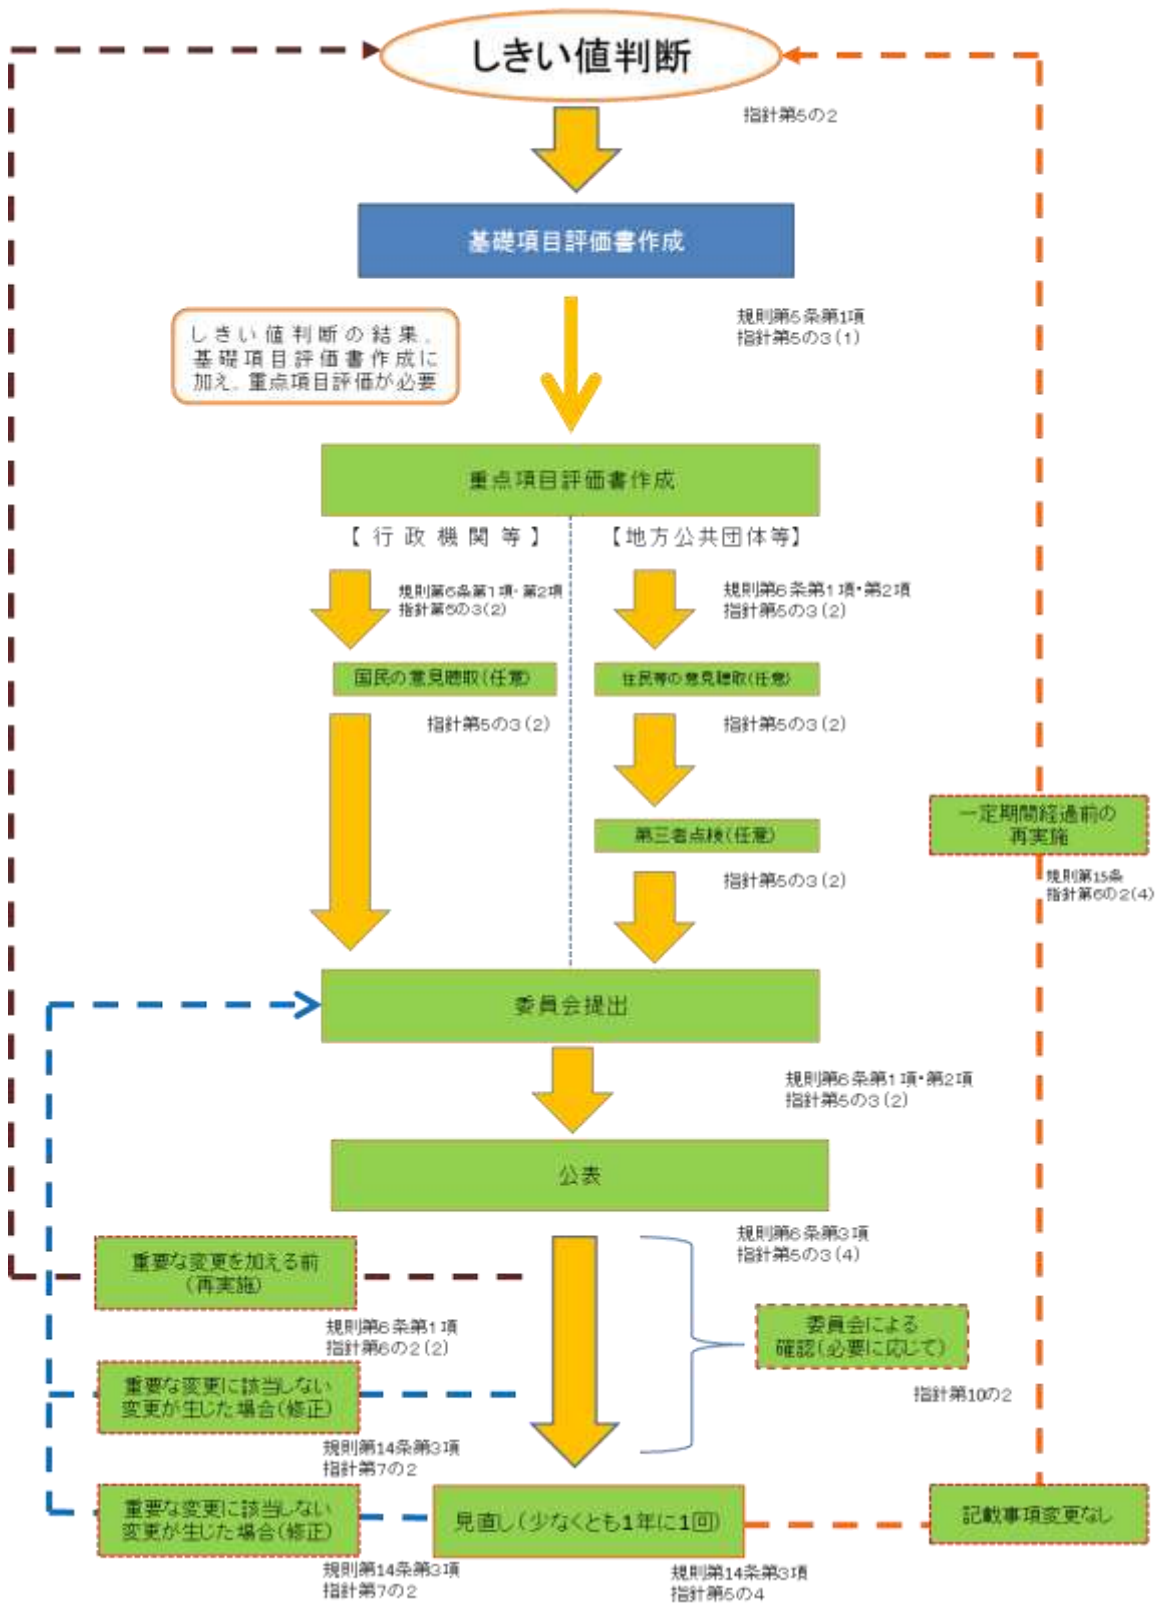 しきい値判断
指針第5の2
基礎項目評価書作成
規則第5条第1項
指針第5の3(1)
しきい値判断の結果、
基礎項目評価書作成に
加え、重点項目評価が必要
重点項目評価書作成
【行政機関等】
【地方公共団体等】
規則第6条第1項・第2項
指針第5の3(2)
規則第6条第1項・第2項
指針第5の3(2)
国民の意見聴取(任意)
住民等の意見聴取(任意)
指針第5の3(2)
指針第5の3(2)
第三者点検(任意)
指針第5の3(2)
一定期間経過前の
再実施
規則第15条
指針第6の2(4)
委員会提出
規則第6条第1項・第2項
指針第5の3(2)
公表
規則第6条第3項
指針第5の3(4)
重要な変更を加える前
(再実施)
規則第6条第1項
指針第6の2(2)
委員会による
確認(必要に応じて)
指針第10の2
重要な変更に該当しない
変更が生じた場合(修正)
規則第14条第3項
指針第7の2
重要な変更に該当しない
変更が生じた場合(修正)
見直し(少なくとも1年に1回)
記載事項変更なし
規則第14条第3項
指針第7の2
規則第14条第3項
指針第5の4